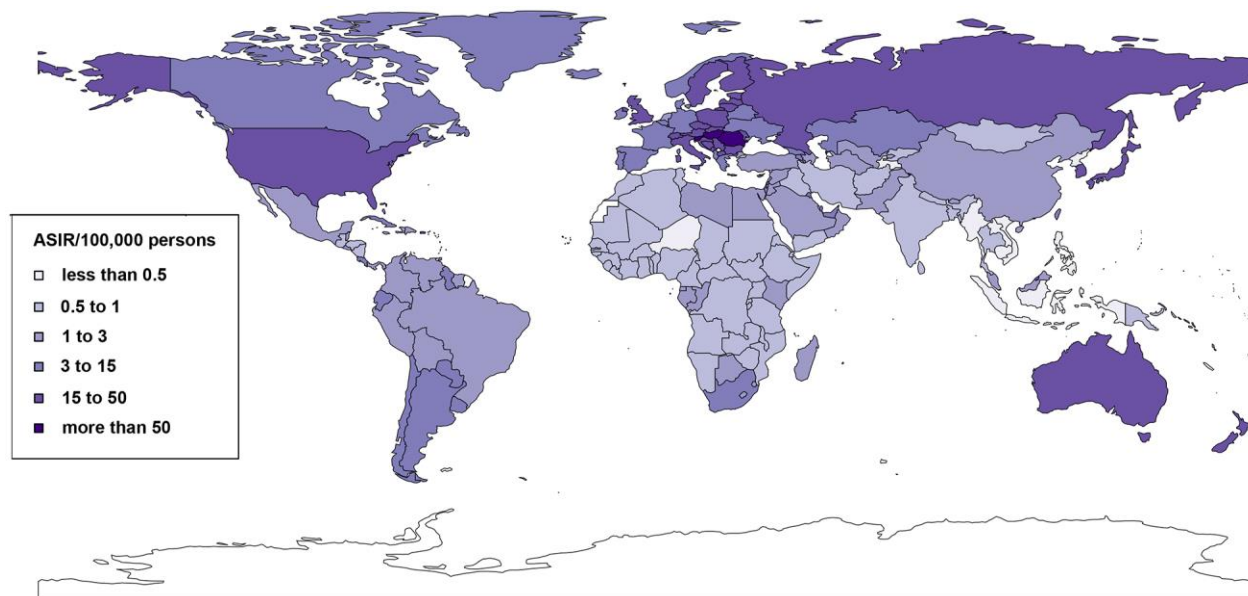 ASIR/100,000 persons
less than 0.5
0.5 to 1
1 to 3
3 to 15
15 to 50
more than 50